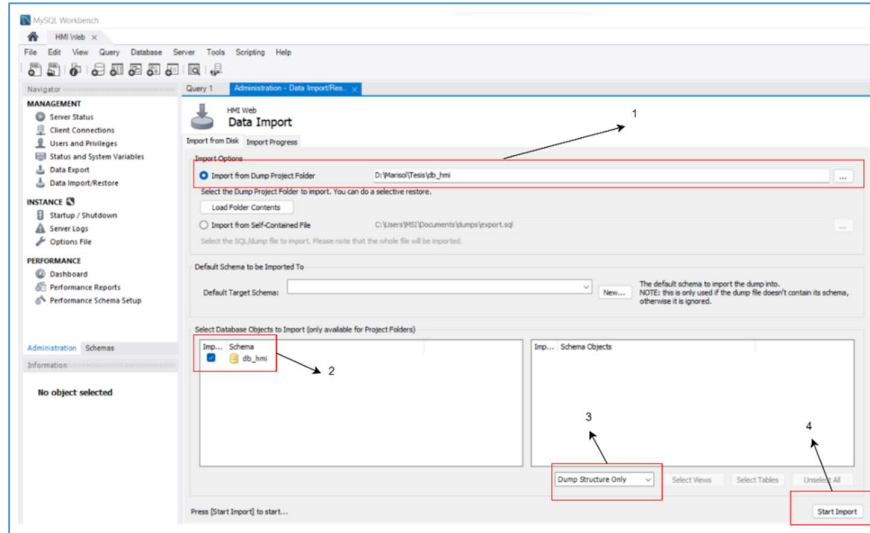 MySQL Workbench
HMI Web
File Edit View Query Database Server Tools Scripting Help
Navigator
MANAGEMENT
Server Status
Client Connections
Users and Privileges
Status and System Variables
Data Export
Data Import/Restore
INSTANCE
Startup / Shutdown
Server Logs
Options File
PERFORMANCE
Dashboard
Performance Reports
Performance Schema Setup
Administration Schemas
Information
No object selected
Query 1 Administration - Data Import/Res...
HMI Web
Data Import
1
Import from Disk Import Progress
Import Options
Import from Dump Project Folder D:\Marisol\Tesis\db_hmi ...
Select the Dump Project Folder to import. You can do a selective restore.
Load Folder Contents
Import from Self-Contained File C:\Users\MSI\Documents\dumps\export.sql ...
Select the SQL/dump file to import. Please note that the whole file will be imported.
Default Schema to be Imported To
Default Target Schema: New... The default schema to import the dump into.
NOTE: this is only used if the dump file doesn't contain its schema,
otherwise it is ignored.
Select Database Objects to Import (only available for Project Folders)
Imp... Schema
db_hmi
2
Imp... Schema Objects
3
4
Dump Structure Only Select Views Select Tables Unselect All
Press [Start Import] to start... Start Import